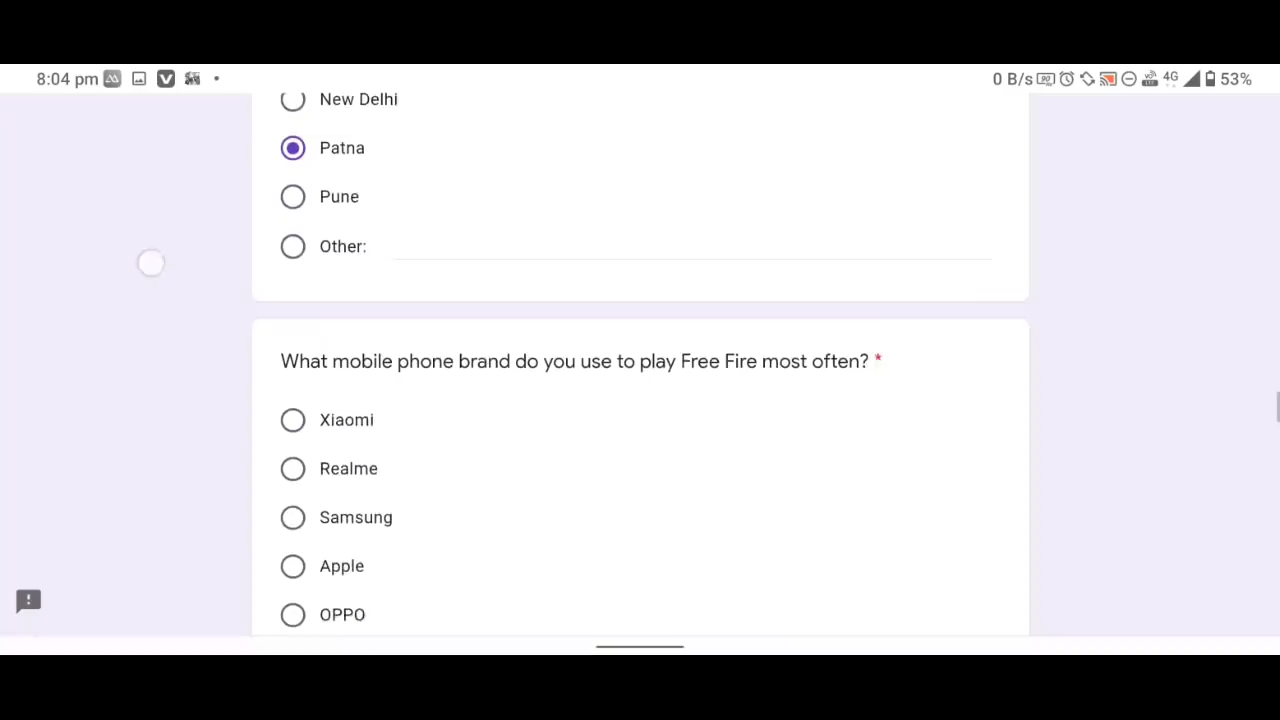 8:04 pm
0 B/s 4G 53%
New Delhi
Patna
Pune
Other:
What mobile phone brand do you use to play Free Fire most often? *
Xiaomi
Realme
Samsung
Apple
OPPO